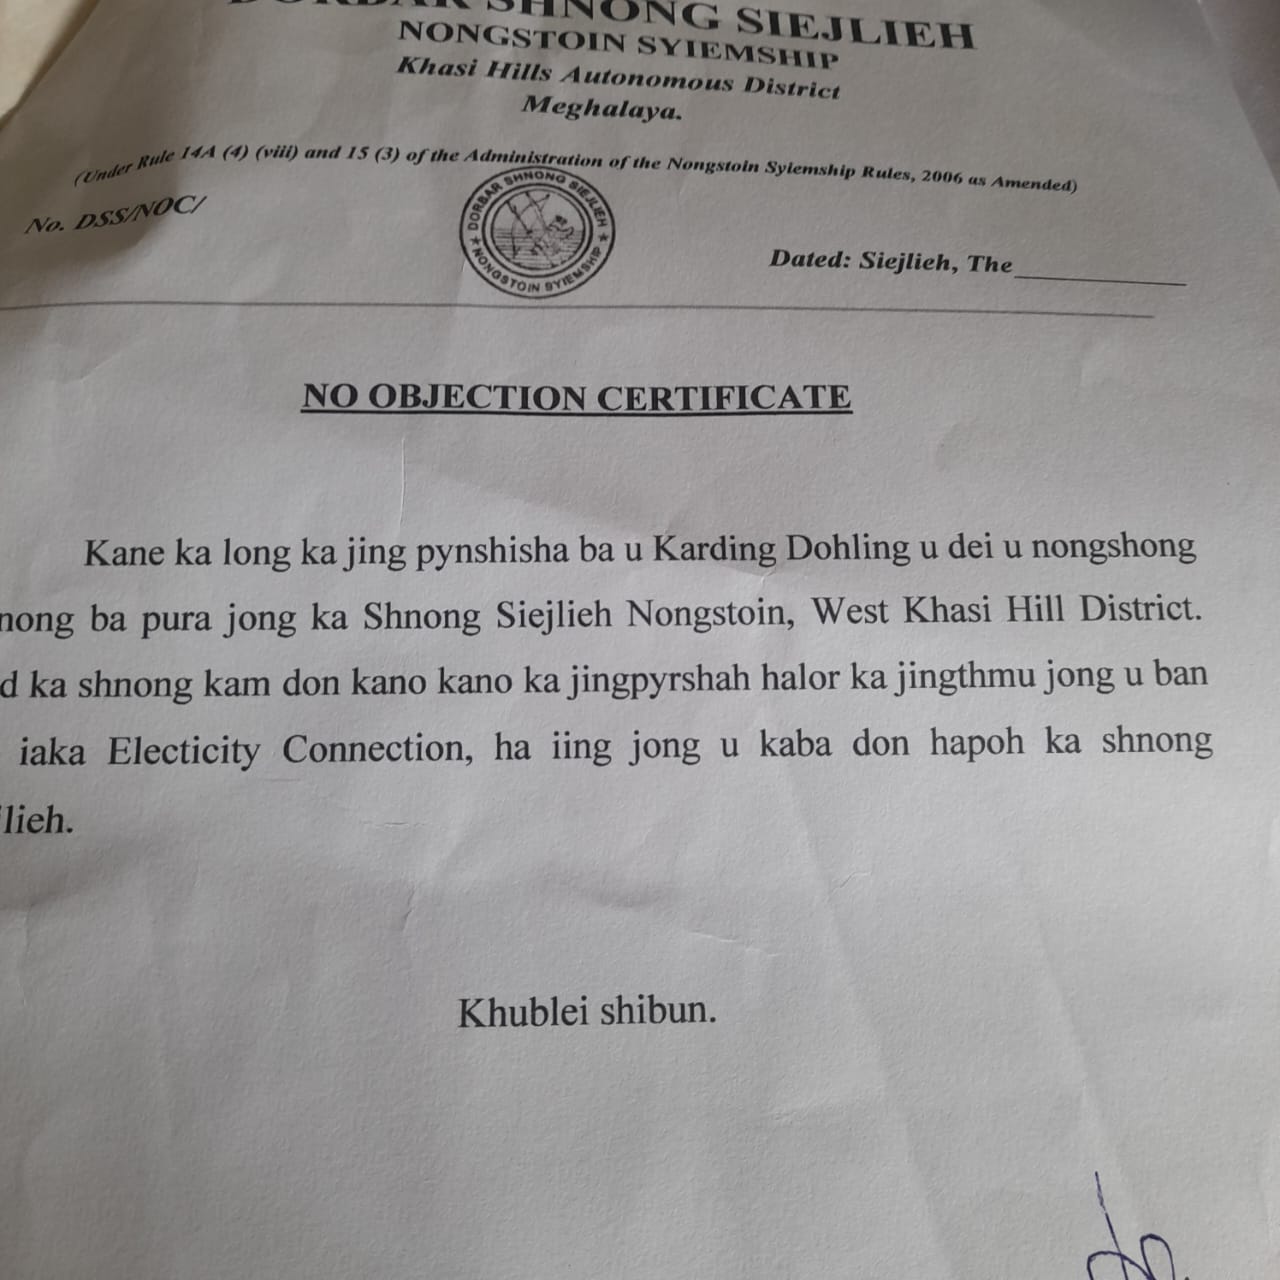 DORBAR SHNONG SIEJLIEH
NONGSTOIN SYIEMSHIP
Khasi Hills Autonomous District
Meghalaya.
(Under Rule 14A (4) (viii) and 15 (3) of the Administration of the Nongstoin Syiemship Rules, 2006 as Amended)
No. DSS/NOC/
DORBAR SHNONG SIEJLIEH
★ NONGSTOIN SYIEMSHIP ★
Dated: Siejlieh, The
NO OBJECTION CERTIFICATE
Kane ka long ka jing pynshisha ba u Karding Dohling u dei u nongshong
nong ba pura jong ka Shnong Siejlieh Nongstoin, West Khasi Hill District.
d ka shnong kam don kano kano ka jingpyrshah halor ka jingthmu jong u ban
iaka Electicity Connection, ha iing jong u kaba don hapoh ka shnong
lieh.
Khublei shibun.